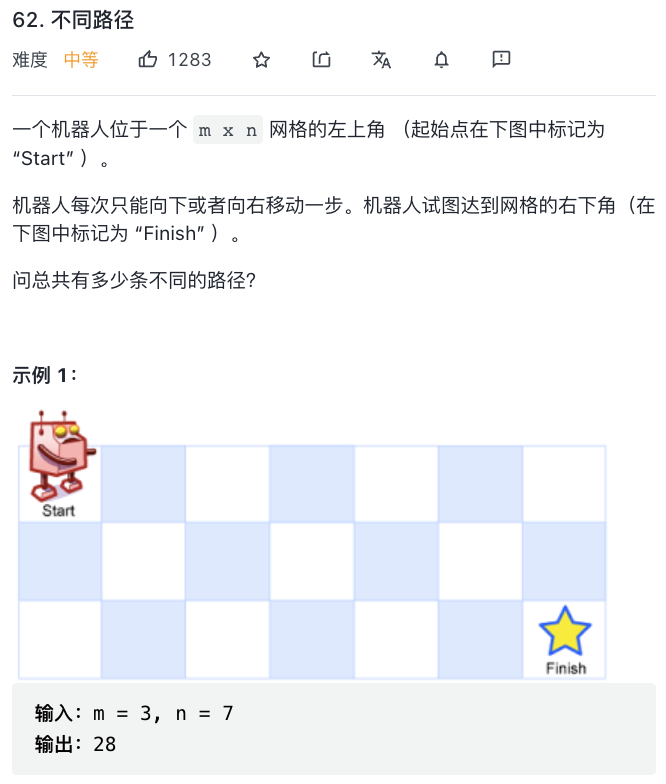 62. 不同路径
难度 中等 1283
一个机器人位于一个 m x n 网格的左上角 （起始点在下图中标记为
“Start” ）。
机器人每次只能向下或者向右移动一步。机器人试图达到网格的右下角（在
下图中标记为 “Finish” ）。
问总共有多少条不同的路径？
示例 1：
Start
Finish
输入：m = 3, n = 7
输出：28